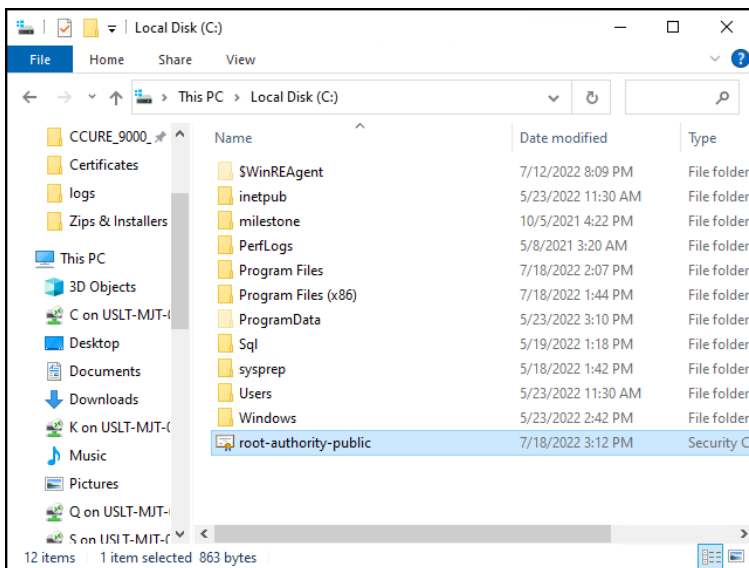 Local Disk (C:)
File Home Share View
This PC > Local Disk (C:)
Name Date modified Type
CCURE_9000_
Certificates
logs
Zips & Installers
This PC
3D Objects
C on USLT-MJT-
Desktop
Documents
Downloads
K on USLT-MJT-
Music
Pictures
Q on USLT-MJT-
S on USLT-MJT-
$WinREAgent 7/12/2022 8:09 PM File folder
inetpub 5/23/2022 11:30 AM File folder
milestone 10/5/2021 4:22 PM File folder
PerfLogs 5/8/2021 3:20 AM File folder
Program Files 7/18/2022 2:07 PM File folder
Program Files (x86) 7/18/2022 1:44 PM File folder
ProgramData 5/23/2022 3:10 PM File folder
Sql 5/19/2022 1:18 PM File folder
sysprep 5/18/2022 1:42 PM File folder
Users 5/23/2022 11:30 AM File folder
Windows 5/23/2022 2:42 PM File folder
root-authority-public 7/18/2022 3:12 PM Security C
12 items 1 item selected 863 bytes